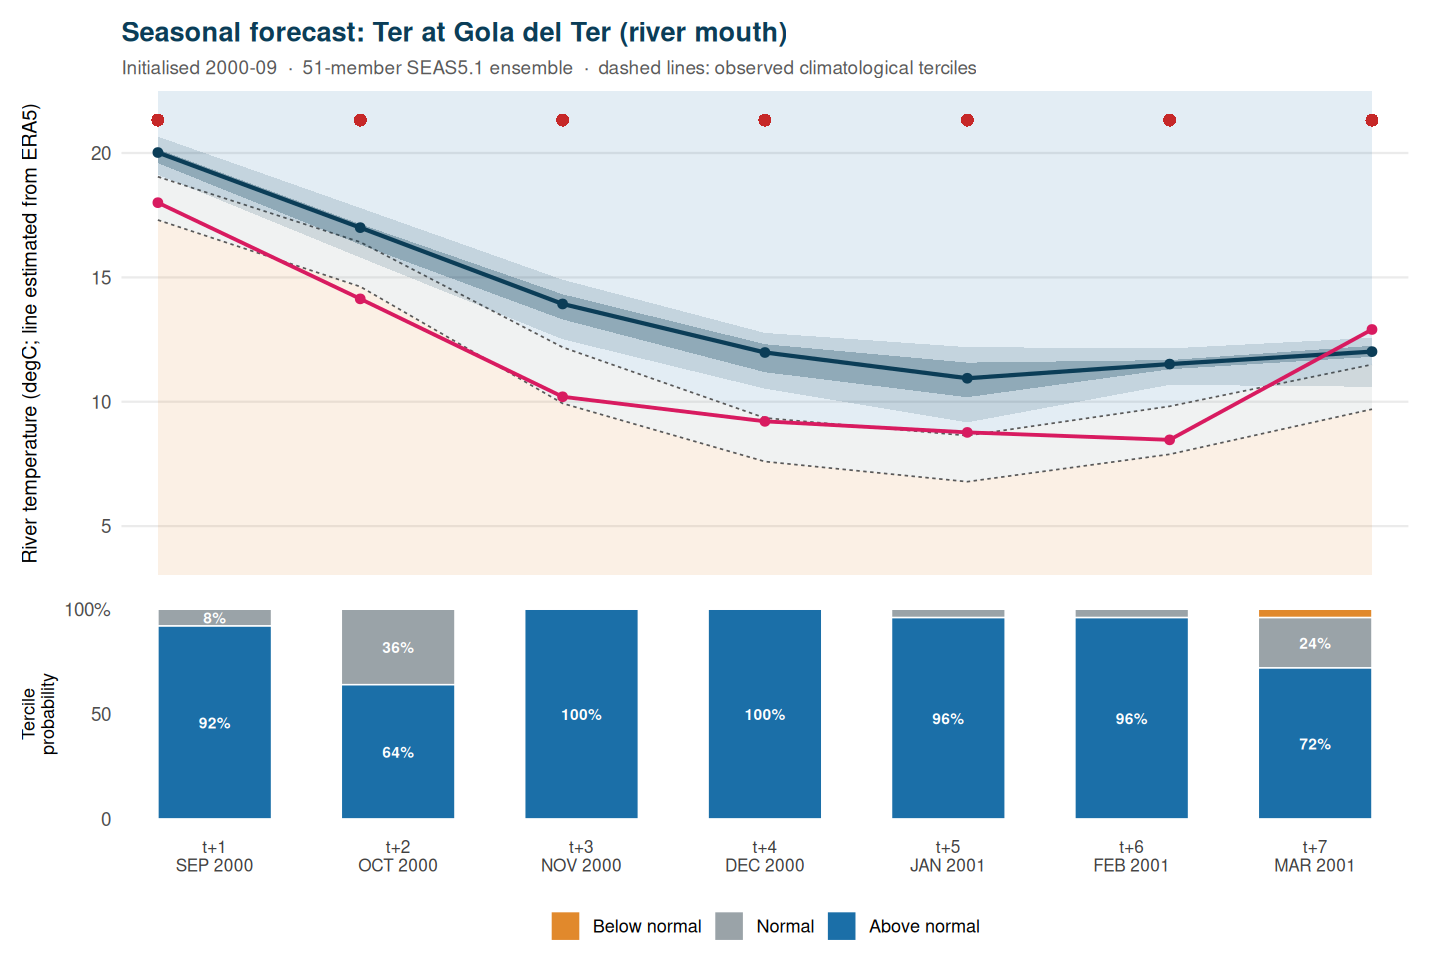 Seasonal forecast: Ter at Gola del Ter (river mouth)
Initialised 2000-09 · 51-member SEAS5.1 ensemble · dashed lines: observed climatological terciles
River temperature (degC; line estimated from ERA5)
20
15
10
5
Tercile
probability
100%
50
0
8%
92%
36%
64%
100%
100%
96%
96%
24%
72%
t+1
SEP 2000
t+2
OCT 2000
t+3
NOV 2000
t+4
DEC 2000
t+5
JAN 2001
t+6
FEB 2001
t+7
MAR 2001
Below normal
Normal
Above normal